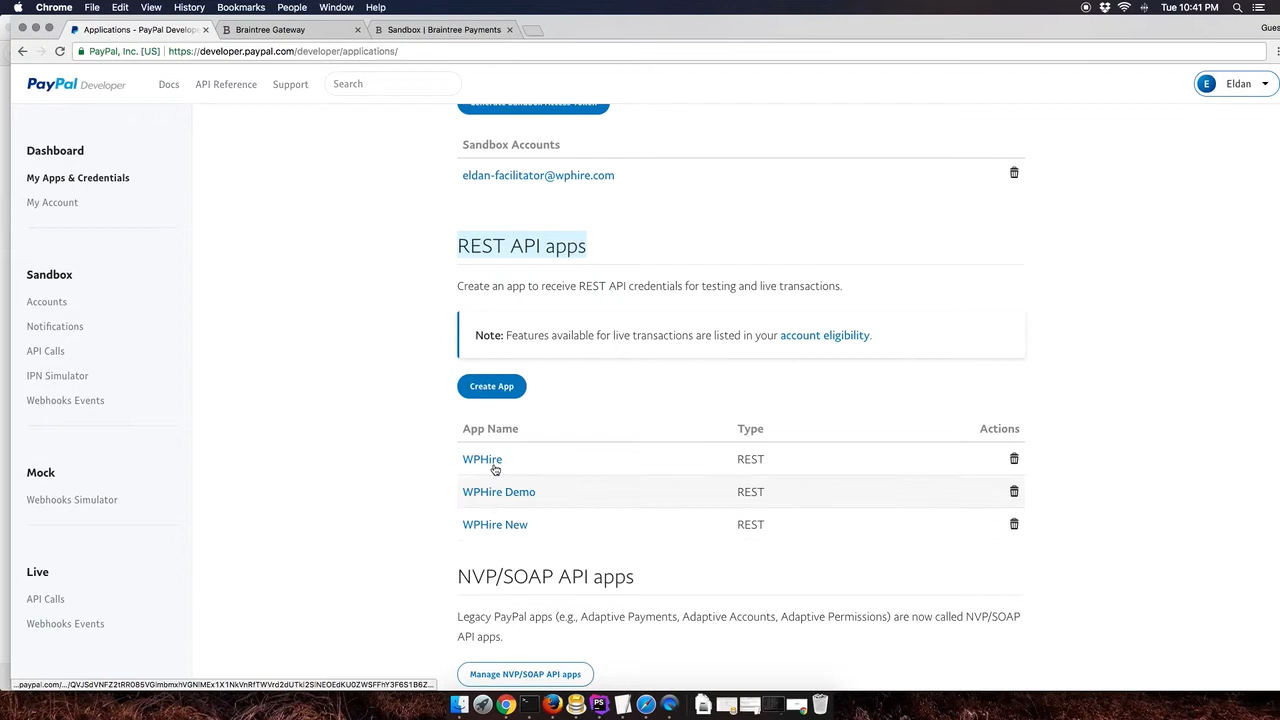 Chrome File Edit View History Bookmarks People Window Help Tue 10:41 PM
Applications - PayPal Develop × Braintree Gateway × Sandbox | Braintree Payments × Gues
PayPal, Inc. [US] https://developer.paypal.com/developer/applications/
PayPal Developer Docs API Reference Support Search E Eldan
Generate Sandbox Access Token
Dashboard
My Apps & Credentials
My Account
Sandbox
Accounts
Notifications
API Calls
IPN Simulator
Webhooks Events
Mock
Webhooks Simulator
Live
API Calls
Webhooks Events
Sandbox Accounts
eldan-facilitator@wphire.com
REST API apps
Create an app to receive REST API credentials for testing and live transactions.
Note: Features available for live transactions are listed in your account eligibility.
Create App
App Name Type Actions
WPHire REST
WPHire Demo REST
WPHire New REST
NVP/SOAP API apps
Legacy PayPal apps (e.g., Adaptive Payments, Adaptive Accounts, Adaptive Permissions) are now called NVP/SOAP
API apps.
Manage NVP/SOAP API apps
PS